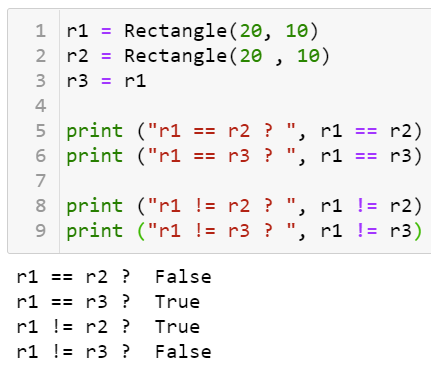 1 r1 = Rectangle(20, 10)
2 r2 = Rectangle(20 , 10)
3 r3 = r1
4
5 print ("r1 == r2 ? ", r1 == r2)
6 print ("r1 == r3 ? ", r1 == r3)
7
8 print ("r1 != r2 ? ", r1 != r2)
9 print ("r1 != r3 ? ", r1 != r3)
r1 == r2 ?  False
r1 == r3 ?  True
r1 != r2 ?  True
r1 != r3 ?  False